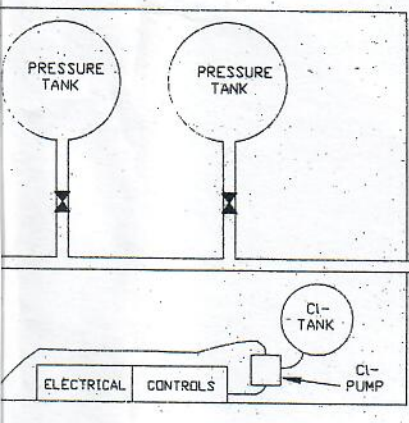 PRESSURE
TANK
PRESSURE
TANK
Cl-
TANK
ELECTRICAL
CONTROLS
Cl-
PUMP